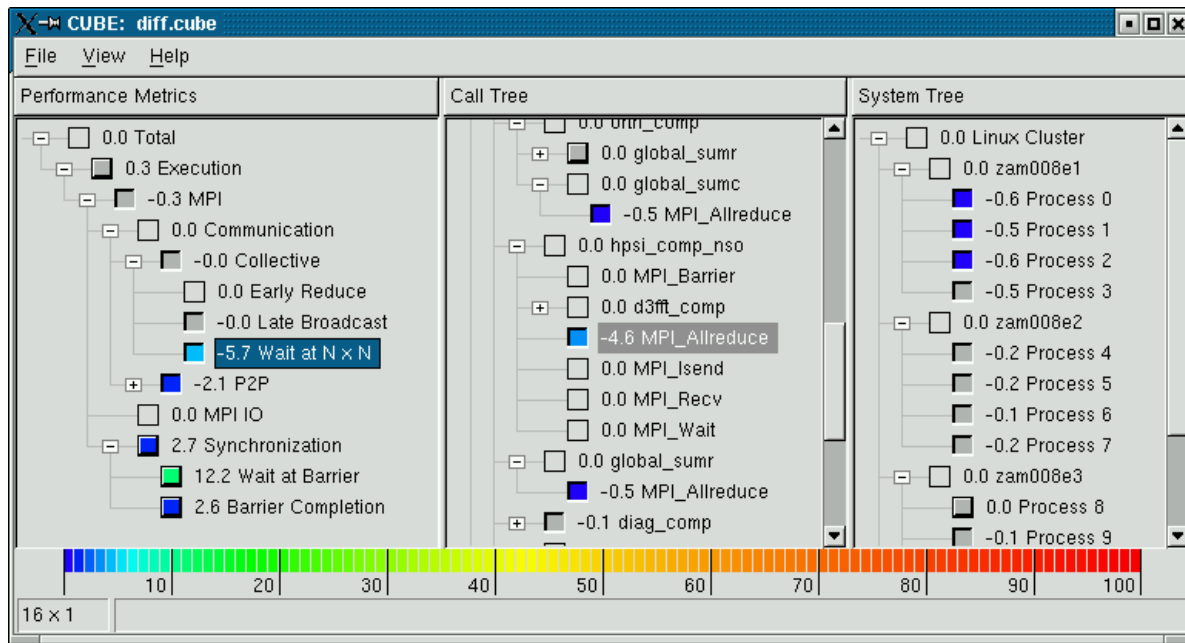 CUBE: diff.cube
File View Help
Performance Metrics
0.0 Total
0.3 Execution
-0.3 MPI
0.0 Communication
-0.0 Collective
0.0 Early Reduce
-0.0 Late Broadcast
-5.7 Wait at N x N
-2.1 P2P
0.0 MPI IO
2.7 Synchronization
12.2 Wait at Barrier
2.6 Barrier Completion
Call Tree
0.0 orth_comp
0.0 global_sumr
0.0 global_sumc
-0.5 MPI_Allreduce
0.0 hpsi_comp_nso
0.0 MPI_Barrier
0.0 d3fft_comp
-4.6 MPI_Allreduce
0.0 MPI_Isend
0.0 MPI_Recv
0.0 MPI_Wait
0.0 global_sumr
-0.5 MPI_Allreduce
-0.1 diag_comp
System Tree
0.0 Linux Cluster
0.0 zam008e1
-0.6 Process 0
-0.5 Process 1
-0.6 Process 2
-0.5 Process 3
0.0 zam008e2
-0.2 Process 4
-0.2 Process 5
-0.1 Process 6
-0.2 Process 7
0.0 zam008e3
0.0 Process 8
-0.1 Process 9
10 20 30 40 50 60 70 80 90 100
16 x 1